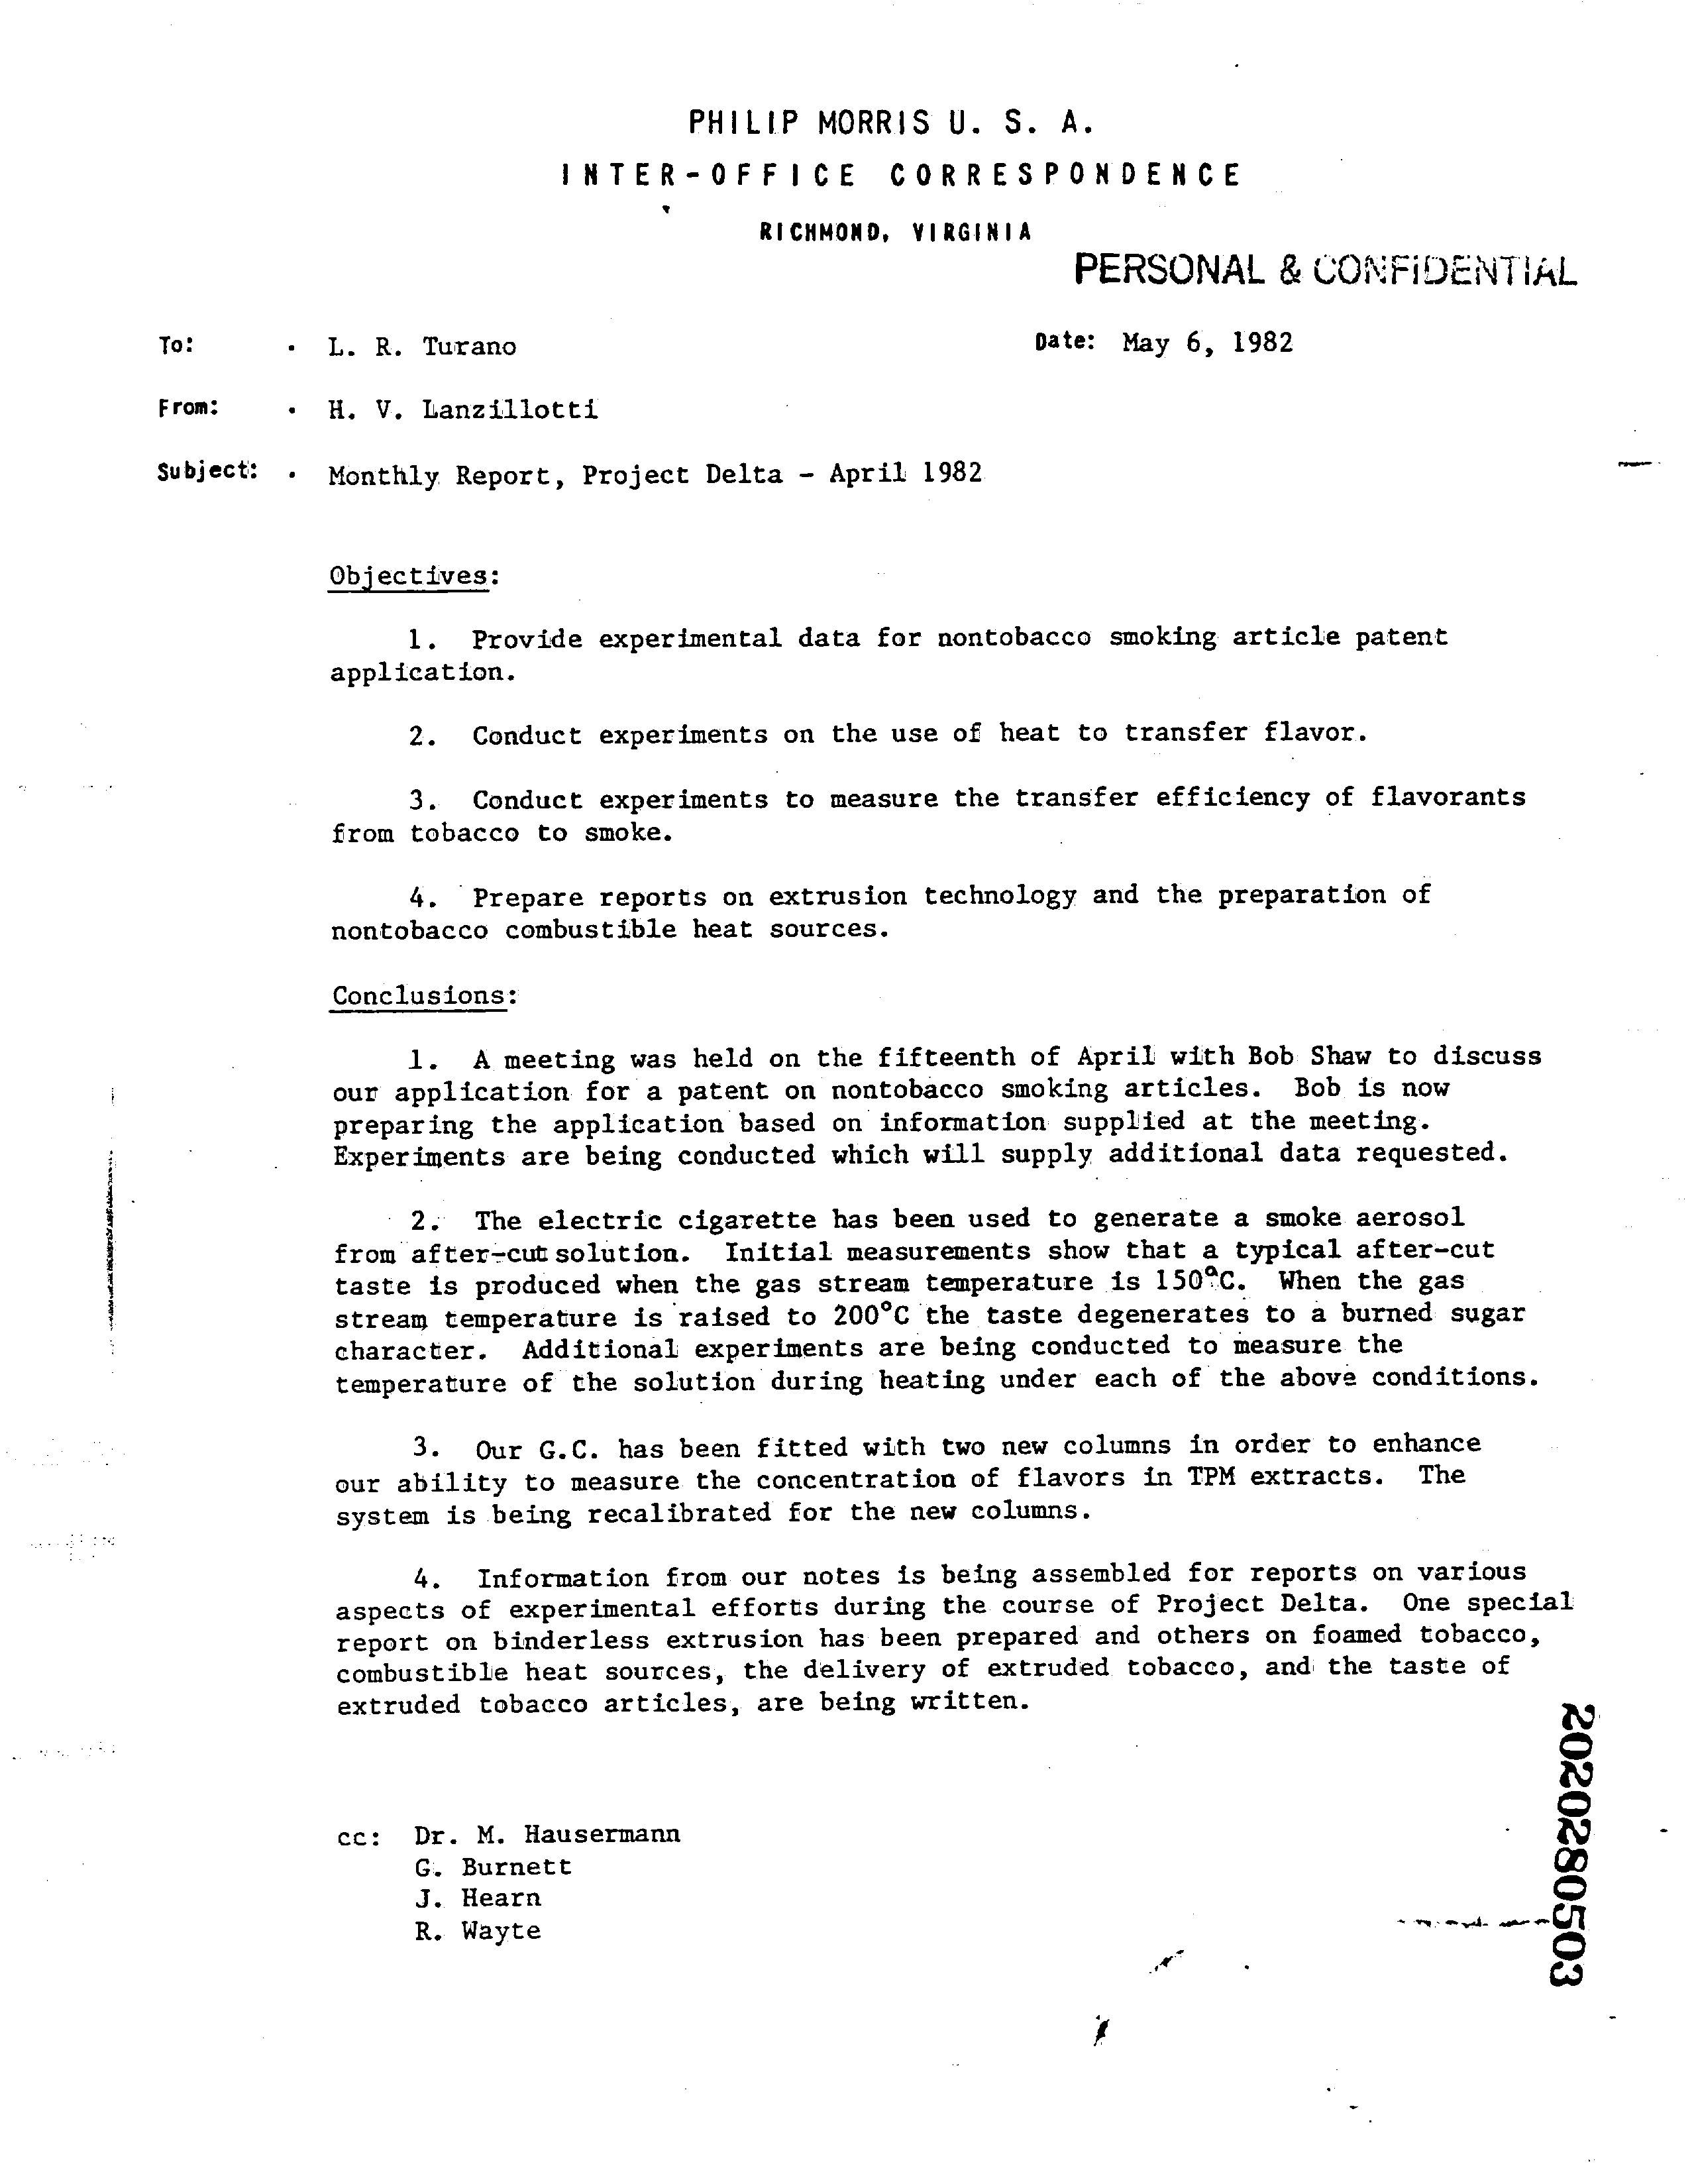 PHILIP MORRIS U. S. A.
INTER-OFFICE CORRESPONDENCE
RICHMOND, VIRGINIA
PERSONAL & CONFIDENTIAL
To: . L. R. Turano Date: May 6, 1982
From: . H. V. Lanzillotti
Subject: . Monthly Report, Project Delta - April 1982
Objectives:
1. Provide experimental data for nontobacco smoking article patent
application.
2. Conduct experiments on the use of heat to transfer flavor.
3. Conduct experiments to measure the transfer efficiency of flavorants
from tobacco to smoke.
4. Prepare reports on extrusion technology and the preparation of
nontobacco combustible heat sources.
Conclusions:
1. A meeting was held on the fifteenth of April with Bob Shaw to discuss
our application for a patent on nontobacco smoking articles. Bob is now
preparing the application based on information supplied at the meeting.
Experiments are being conducted which will supply additional data requested.
2. The electric cigarette has been used to generate a smoke aerosol
from after-cut solution. Initial measurements show that a typical after-cut
taste is produced when the gas stream temperature is 150°C. When the gas
stream temperature is raised to 200°C the taste degenerates to a burned sugar
character. Additional experiments are being conducted to measure the
temperature of the solution during heating under each of the above conditions.
3. Our G.C. has been fitted with two new columns in order to enhance
our ability to measure the concentration of flavors in TPM extracts. The
system is being recalibrated for the new columns.
4. Information from our notes is being assembled for reports on various
aspects of experimental efforts during the course of Project Delta. One special
report on binderless extrusion has been prepared and others on foamed tobacco,
combustible heat sources, the delivery of extruded tobacco, and the taste of
extruded tobacco articles, are being written.
cc: Dr. M. Hausermann
G. Burnett
J. Hearn
R. Wayte
2020280503